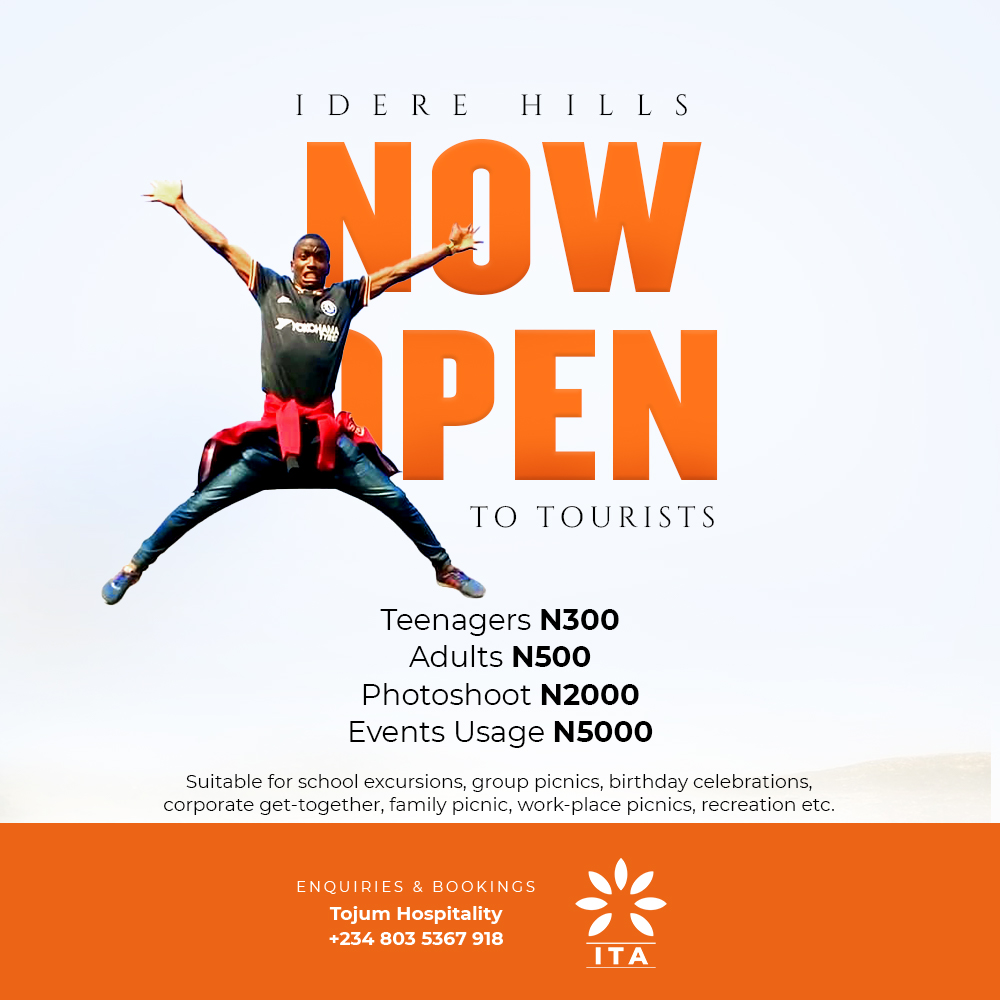 IDERE HILLS
NOW
OPEN
TO TOURISTS
YOKOHAMA
TYRES
Teenagers N300
Adults N500
Photoshoot N2000
Events Usage N5000
Suitable for school excursions, group picnics, birthday celebrations,
corporate get-together, family picnic, work-place picnics, recreation etc.
ENQUIRIES & BOOKINGS
Tojum Hospitality
+234 803 5367 918
ITA